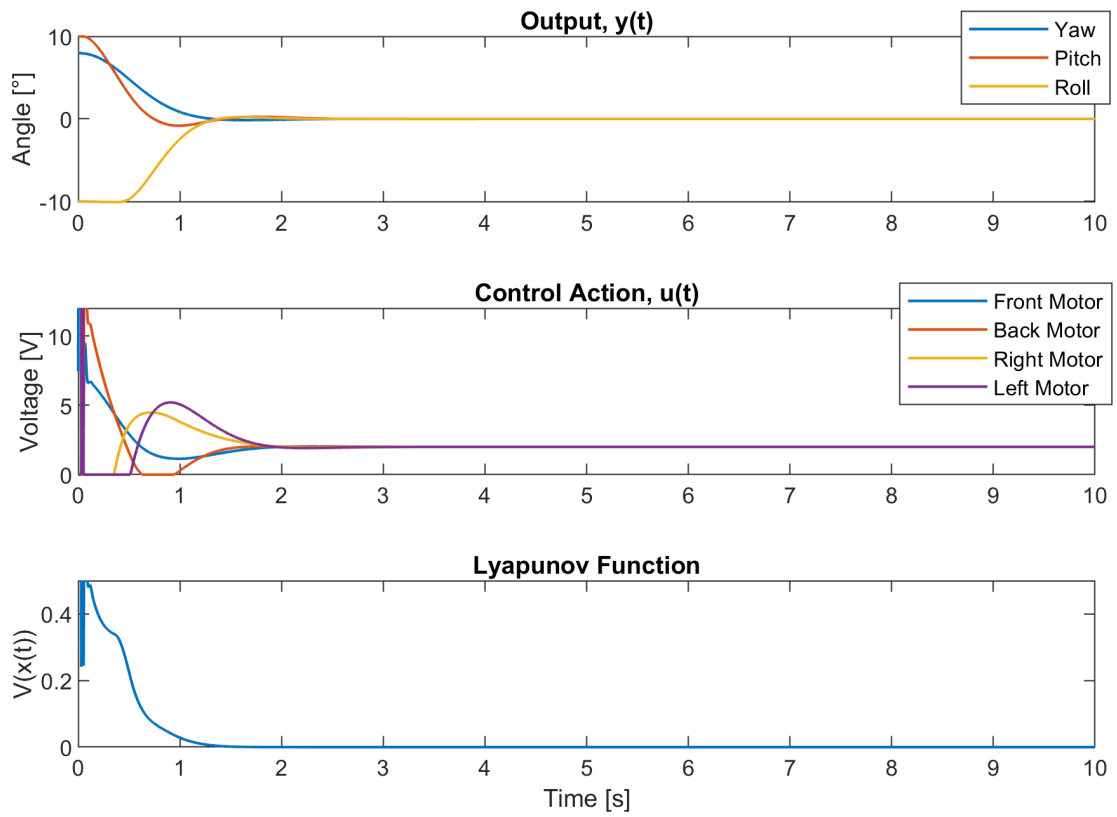 Output, y(t)
Yaw
Pitch
Roll
Angle [°]
10
0
-10
0 1 2 3 4 5 6 7 8 9 10
Control Action, u(t)
Front Motor
Back Motor
Right Motor
Left Motor
Voltage [V]
10
5
0
0 1 2 3 4 5 6 7 8 9 10
Lyapunov Function
V(x(t))
0.4
0.2
0
0 1 2 3 4 5 6 7 8 9 10
Time [s]